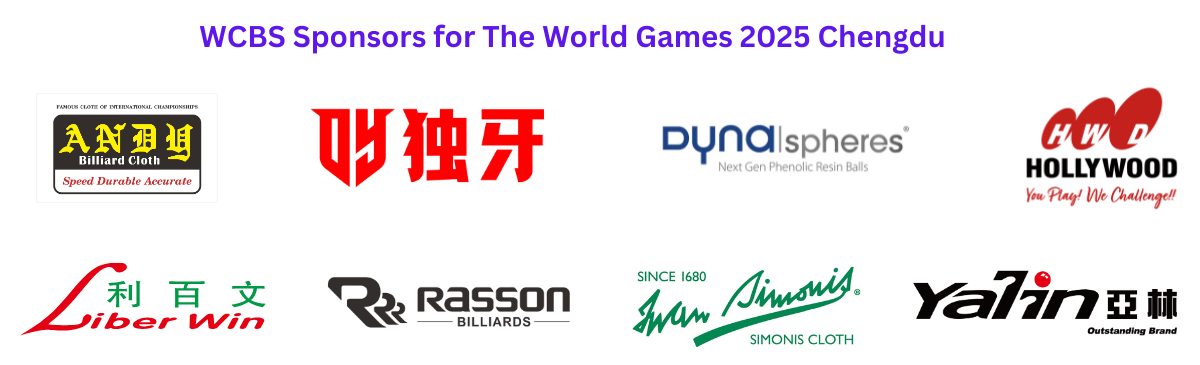 WCBS Sponsors for The World Games 2025 Chengdu
FAMOUS CLOTH OF INTERNATIONAL CHAMPIONSHIPS
ANDY
Billiard Cloth
Speed Durable Accurate
独牙
Dyna|spheres®
Next Gen Phenolic Resin Balls
HWD
HOLLYWOOD
You Play! We Challenge!!
利百文
Liber Win
RASSON
BILLIARDS
SINCE 1680
Iwan Simonis®
SIMONIS CLOTH
Yalin 亞林
Outstanding Brand